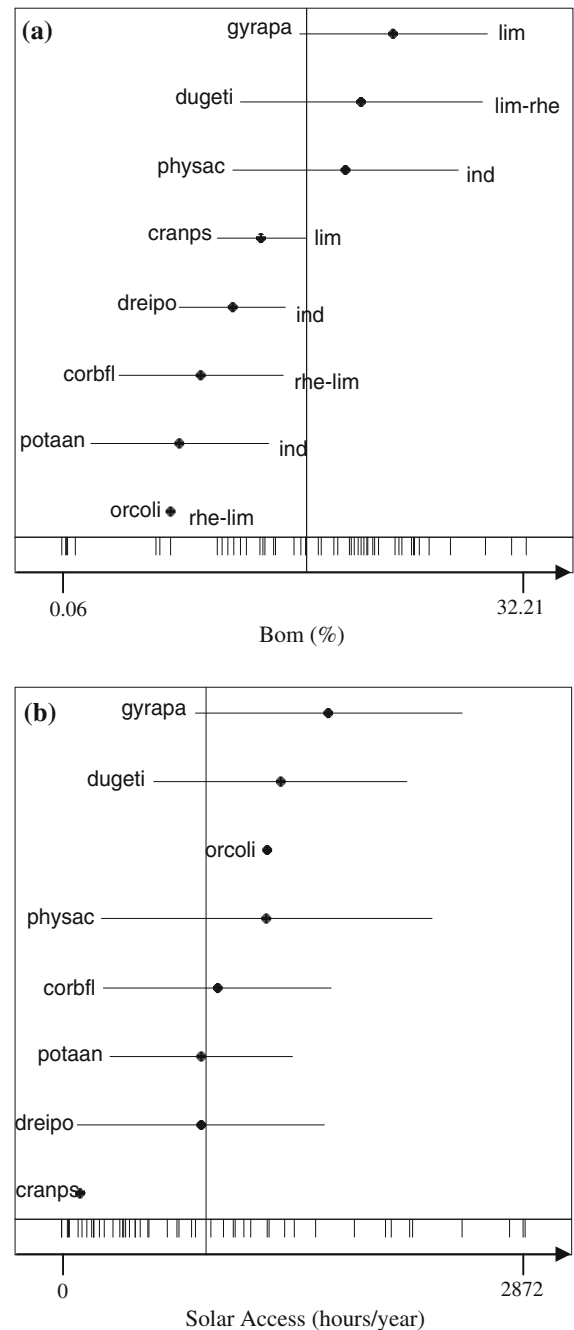 (a)
gyrapa lim
dugeti lim-rhe
physac ind
cranps lim
dreipo ind
corbfl rhe-lim
potaan ind
orcoli rhe-lim
0.06 32.21
Bom (%)
(b)
gyrapa
dugeti
orcoli
physac
corbfl
potaan
dreipo
cranps
0 2872
Solar Access (hours/year)